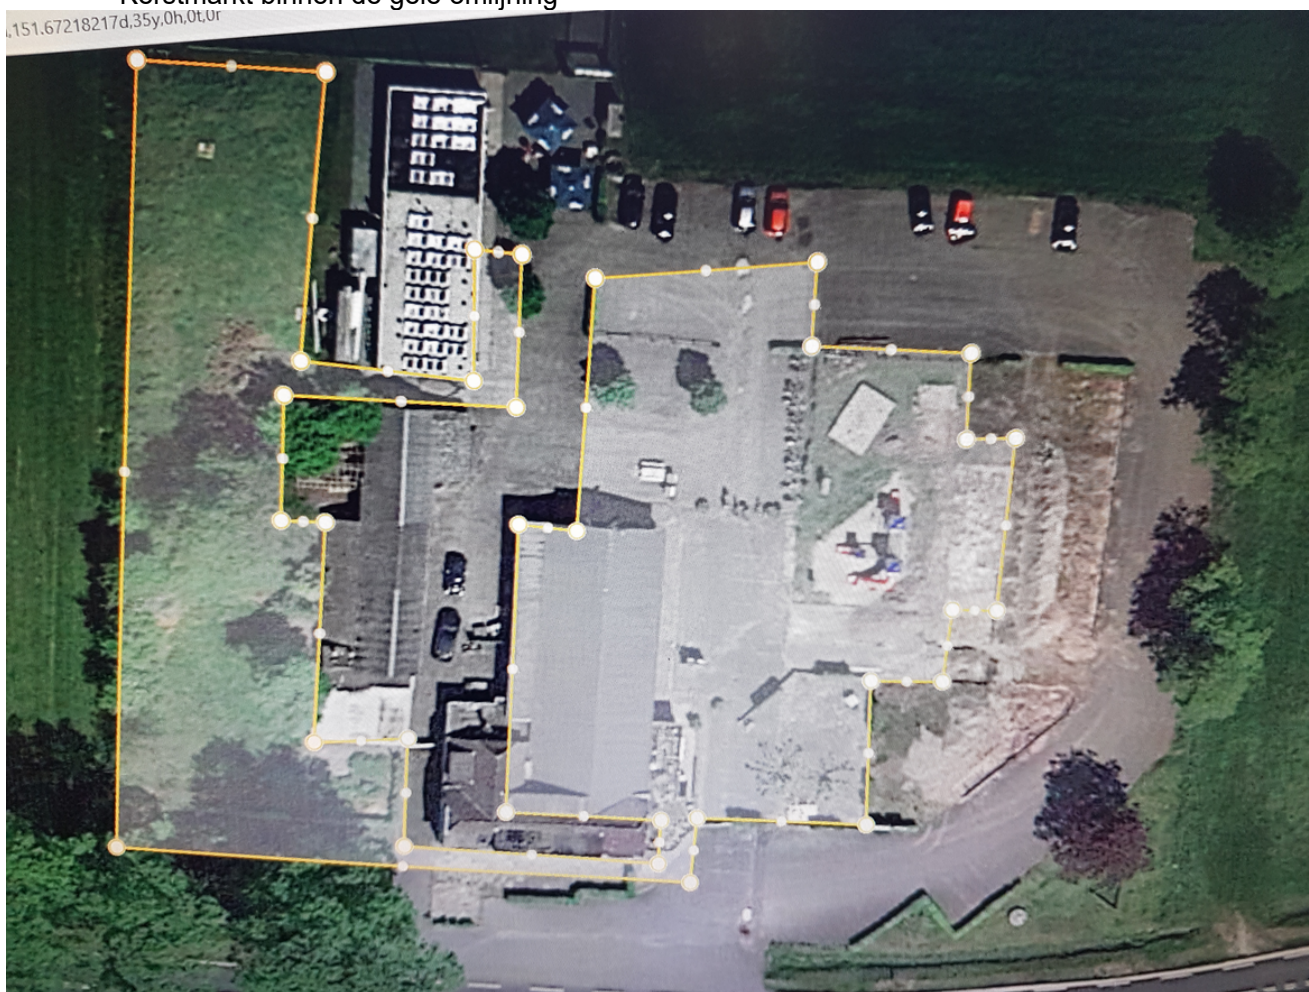 Kerstmarkt binnen de gele omlijning
,151.67218217d,35y,0h,0t,0r